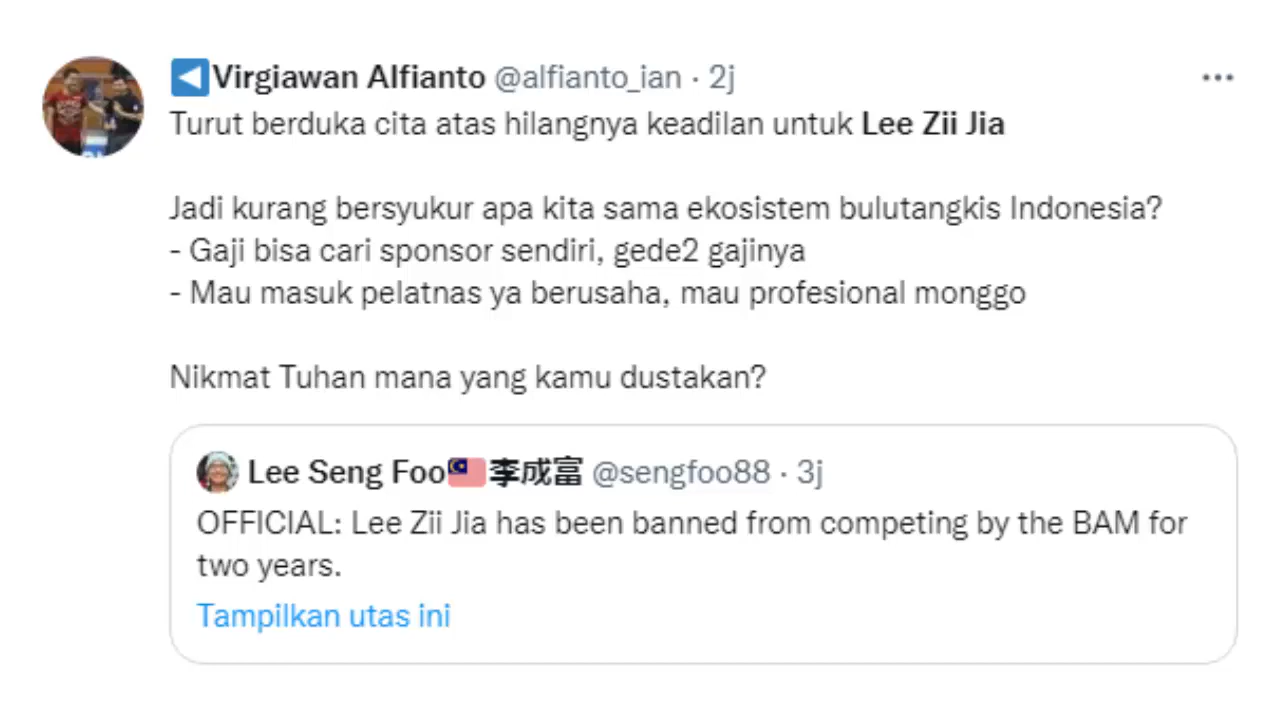 Virgiawan Alfianto @alfianto_ian · 2j
Turut berduka cita atas hilangnya keadilan untuk Lee Zii Jia
Jadi kurang bersyukur apa kita sama ekosistem bulutangkis Indonesia?
- Gaji bisa cari sponsor sendiri, gede2 gajinya
- Mau masuk pelatnas ya berusaha, mau profesional monggo
Nikmat Tuhan mana yang kamu dustakan?
Lee Seng Foo🇲🇾李成富 @sengfoo88 · 3j
OFFICIAL: Lee Zii Jia has been banned from competing by the BAM for
two years.
Tampilkan utas ini